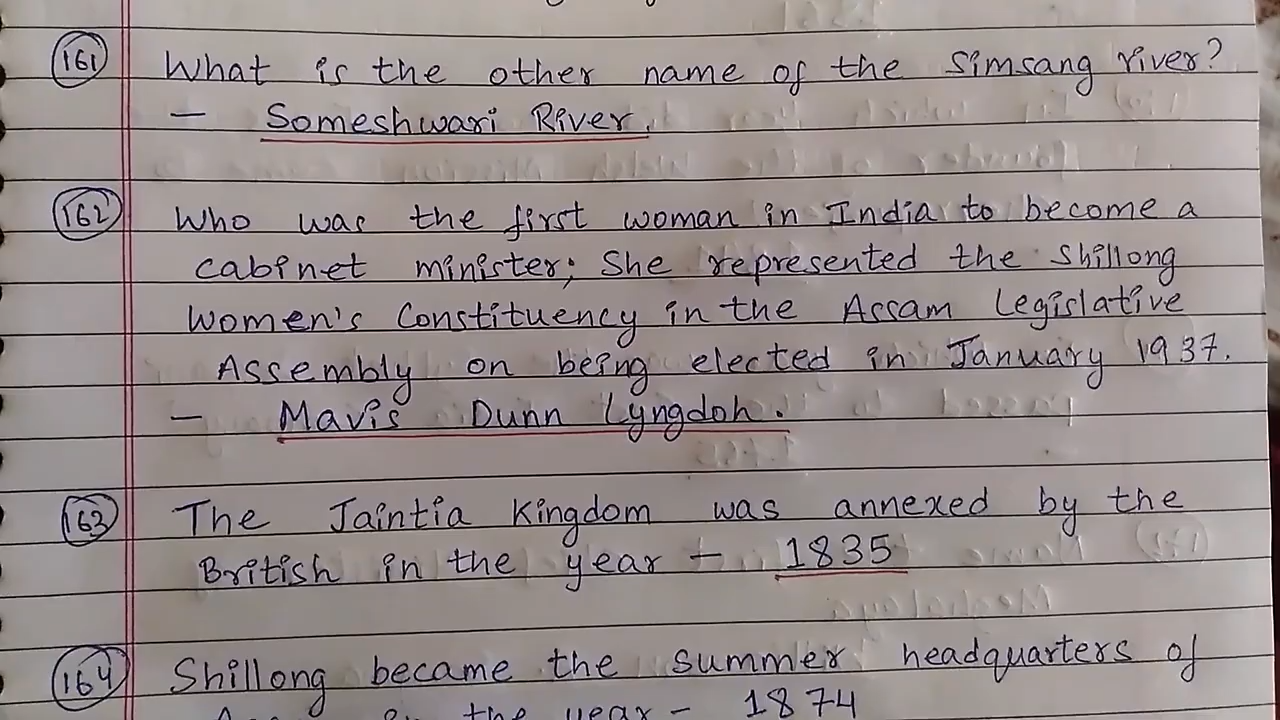 161 What is the other name of the Simsang river?
— Someshwari River.
162 Who was the first woman in India to become a
cabinet minister; She represented the Shillong
Women's Constituency in the Assam Legislative
Assembly on being elected in January 1937.
— Mavis Dunn Lyngdoh.
163 The Jaintia Kingdom was annexed by the
British in the year — 1835
164 Shillong became the summer headquarters of
the year - 1874